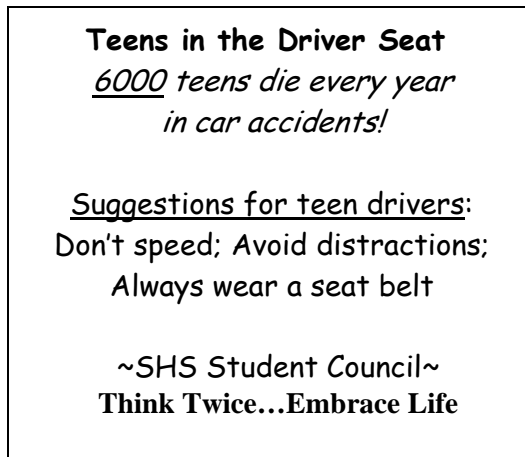 Teens in the Driver Seat
6000 teens die every year
in car accidents!
Suggestions for teen drivers:
Don't speed; Avoid distractions;
Always wear a seat belt
~SHS Student Council~
Think Twice…Embrace Life